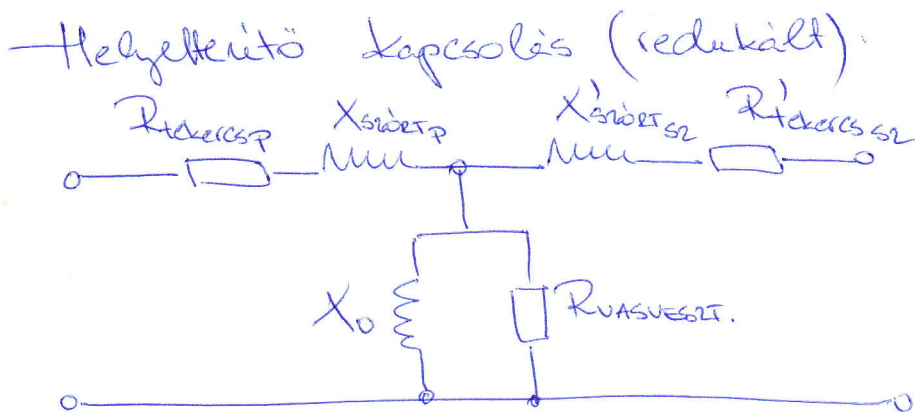 Helyettesítő kapcsolás (redukált)
Rtekercsp Xszórtp X'szórtsz R'tekercssz
X0 RVASVESZT.